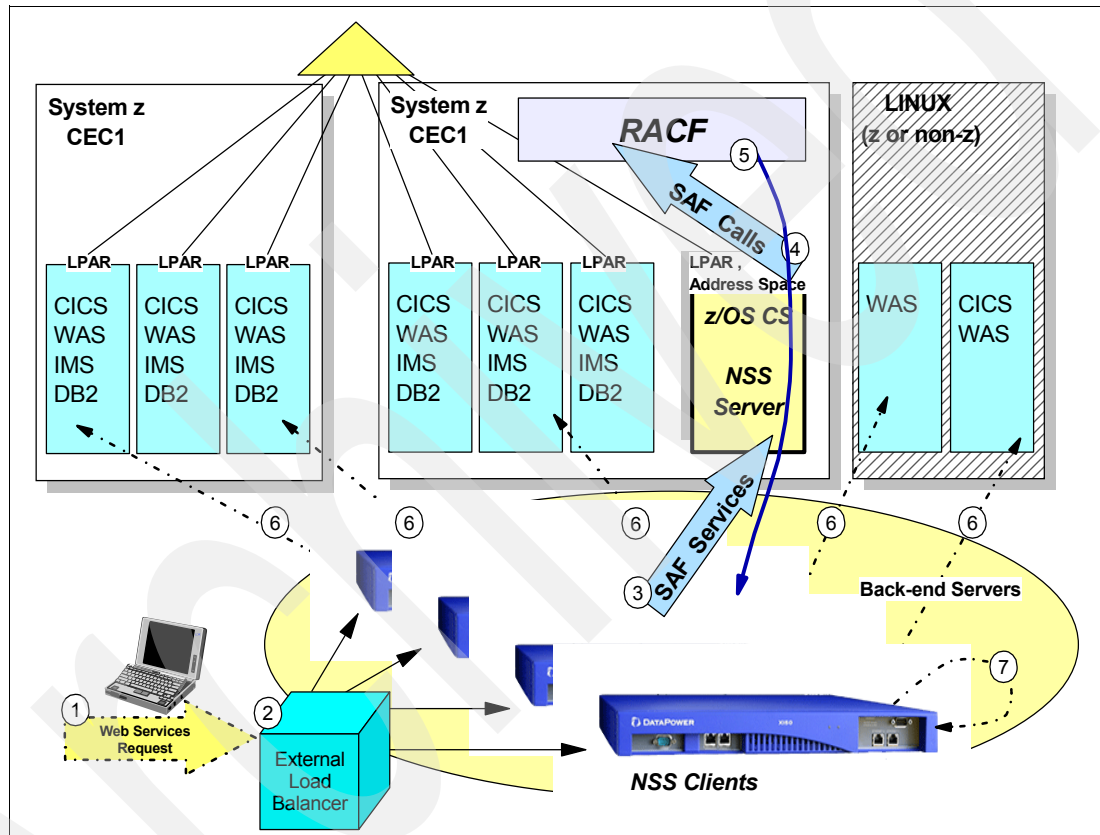 System z
CEC1
LPAR
CICS
WAS
IMS
DB2
LPAR
CICS
WAS
IMS
DB2
LPAR
CICS
WAS
IMS
DB2
System z
CEC1
RACF
5
SAF Calls
4
LPAR
CICS
WAS
IMS
DB2
LPAR
CICS
WAS
IMS
DB2
LPAR
CICS
WAS
IMS
DB2
LPAR ,
Address Space
z/OS CS
NSS
Server
LINUX
(z or non-z)
WAS
CICS
WAS
6
6
6
6
6
SAF Services
3
Back-end Servers
1
Web Services
Request
2
External
Load
Balancer
7
DATAPOWER
XI50
NSS Clients